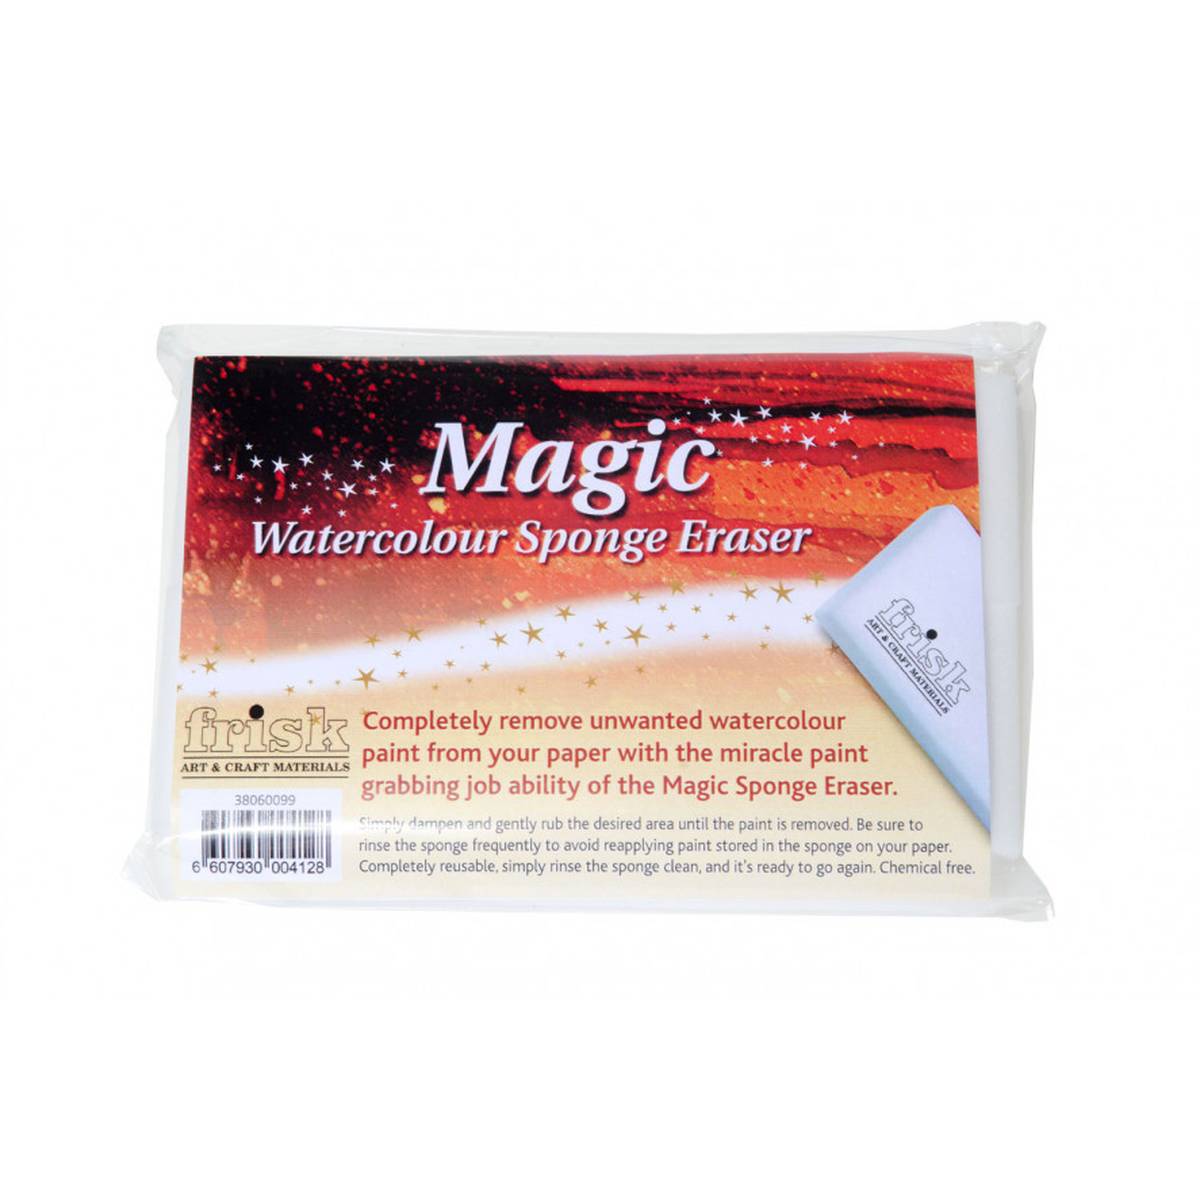 Magic
Watercolour Sponge Eraser
frisk
ART & CRAFT MATERIALS
frisk
ART & CRAFT MATERIALS
Completely remove unwanted watercolour
paint from your paper with the miracle paint
grabbing job ability of the Magic Sponge Eraser.
38060099
6 607930 004128
Simply dampen and gently rub the desired area until the paint is removed. Be sure to
rinse the sponge frequently to avoid reapplying paint stored in the sponge on your paper.
Completely reusable, simply rinse the sponge clean, and it's ready to go again. Chemical free.